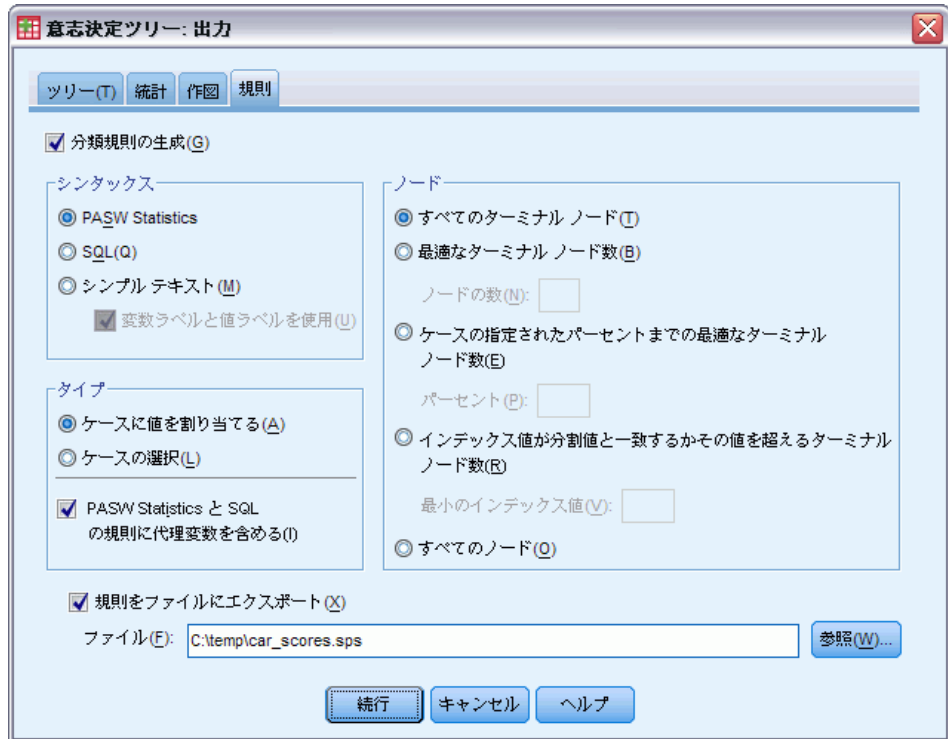 意志決定ツリー: 出力
ツリー(T) 統計 作図 規則
分類規則の生成(G)
シンタックス
PASW Statistics
SQL(Q)
シンプル テキスト(M)
変数ラベルと値ラベルを使用(U)
タイプ
ケースに値を割り当てる(A)
ケースの選択(L)
PASW Statistics と SQL
の規則に代理変数を含める(I)
ノード
すべてのターミナル ノード(T)
最適なターミナル ノード数(B)
ノードの数(N):
ケースの指定されたパーセントまでの最適なターミナル
ノード数(E)
パーセント(P):
インデックス値が分割値と一致するかその値を超えるターミナル
ノード数(R)
最小のインデックス値(V):
すべてのノード(O)
規則をファイルにエクスポート(X)
ファイル(F): C:\temp\car_scores.sps 参照(W)...
続行 キャンセル ヘルプ